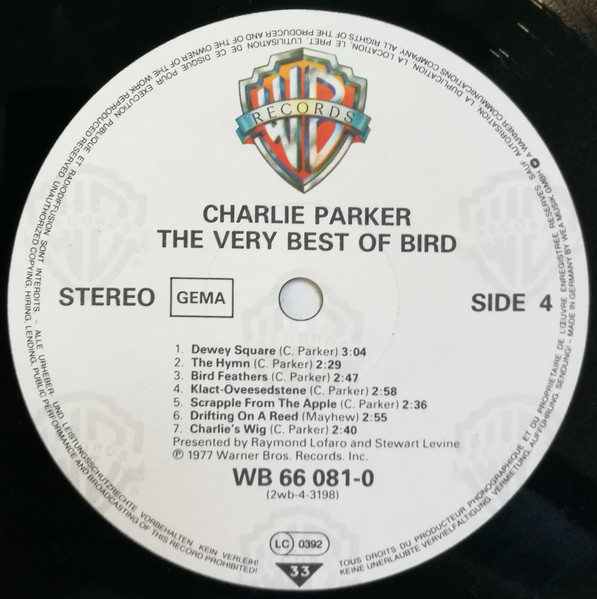 WB
RECORDS
CHARLIE PARKER
THE VERY BEST OF BIRD
STEREO GEMA SIDE 4
1. Dewey Square (C. Parker) 3:04
2. The Hymn (C. Parker) 2:29
3. Bird Feathers (C. Parker) 2:47
4. Klact-Oveesedstene (C. Parker) 2:58
5. Scrapple From The Apple (C. Parker) 2:36
6. Drifting On A Reed (Mayhew) 2:55
7. Charlie's Wig (C. Parker) 2:40
Presented by Raymond Lofaro and Stewart Levine
℗ 1977 Warner Bros. Records, Inc.
WB 66 081-0
(2wb-4-3198)
LC 0392
33
TOUS DROITS DU PRODUCTEUR PHONOGRAPHIQUE ET DU PROPRIETAIRE DE L'ŒUVRE ENREGISTREE RESERVES SAUF AUTORISATION, LA DUPLICATION, LA LOCATION, LE PRET, L'UTILISATION DE CE DISQUE POUR EXECUTION PUBLIQUE ET RADIODIFFUSION SONT INTERDITS - ALLE URHEBER- UND LEISTUNGSSCHUTZRECHTE VORBEHALTEN KEIN VERLEIH!
KEINE UNERLAUBTE VERVIELFÄLTIGUNG, VERMIETUNG, AUFFÜHRUNG, SENDUNG! - MADE IN GERMANY BY WEA MUSIK GMBH A WARNER COMMUNICATIONS COMPANY. ALL RIGHTS OF THE PRODUCER AND OF THE OWNER OF THE WORK REPRODUCED RESERVED. UNAUTHORIZED COPYING, HIRING, LENDING, PUBLIC PERFORMANCE AND BROADCASTING OF THIS RECORD PROHIBITED!